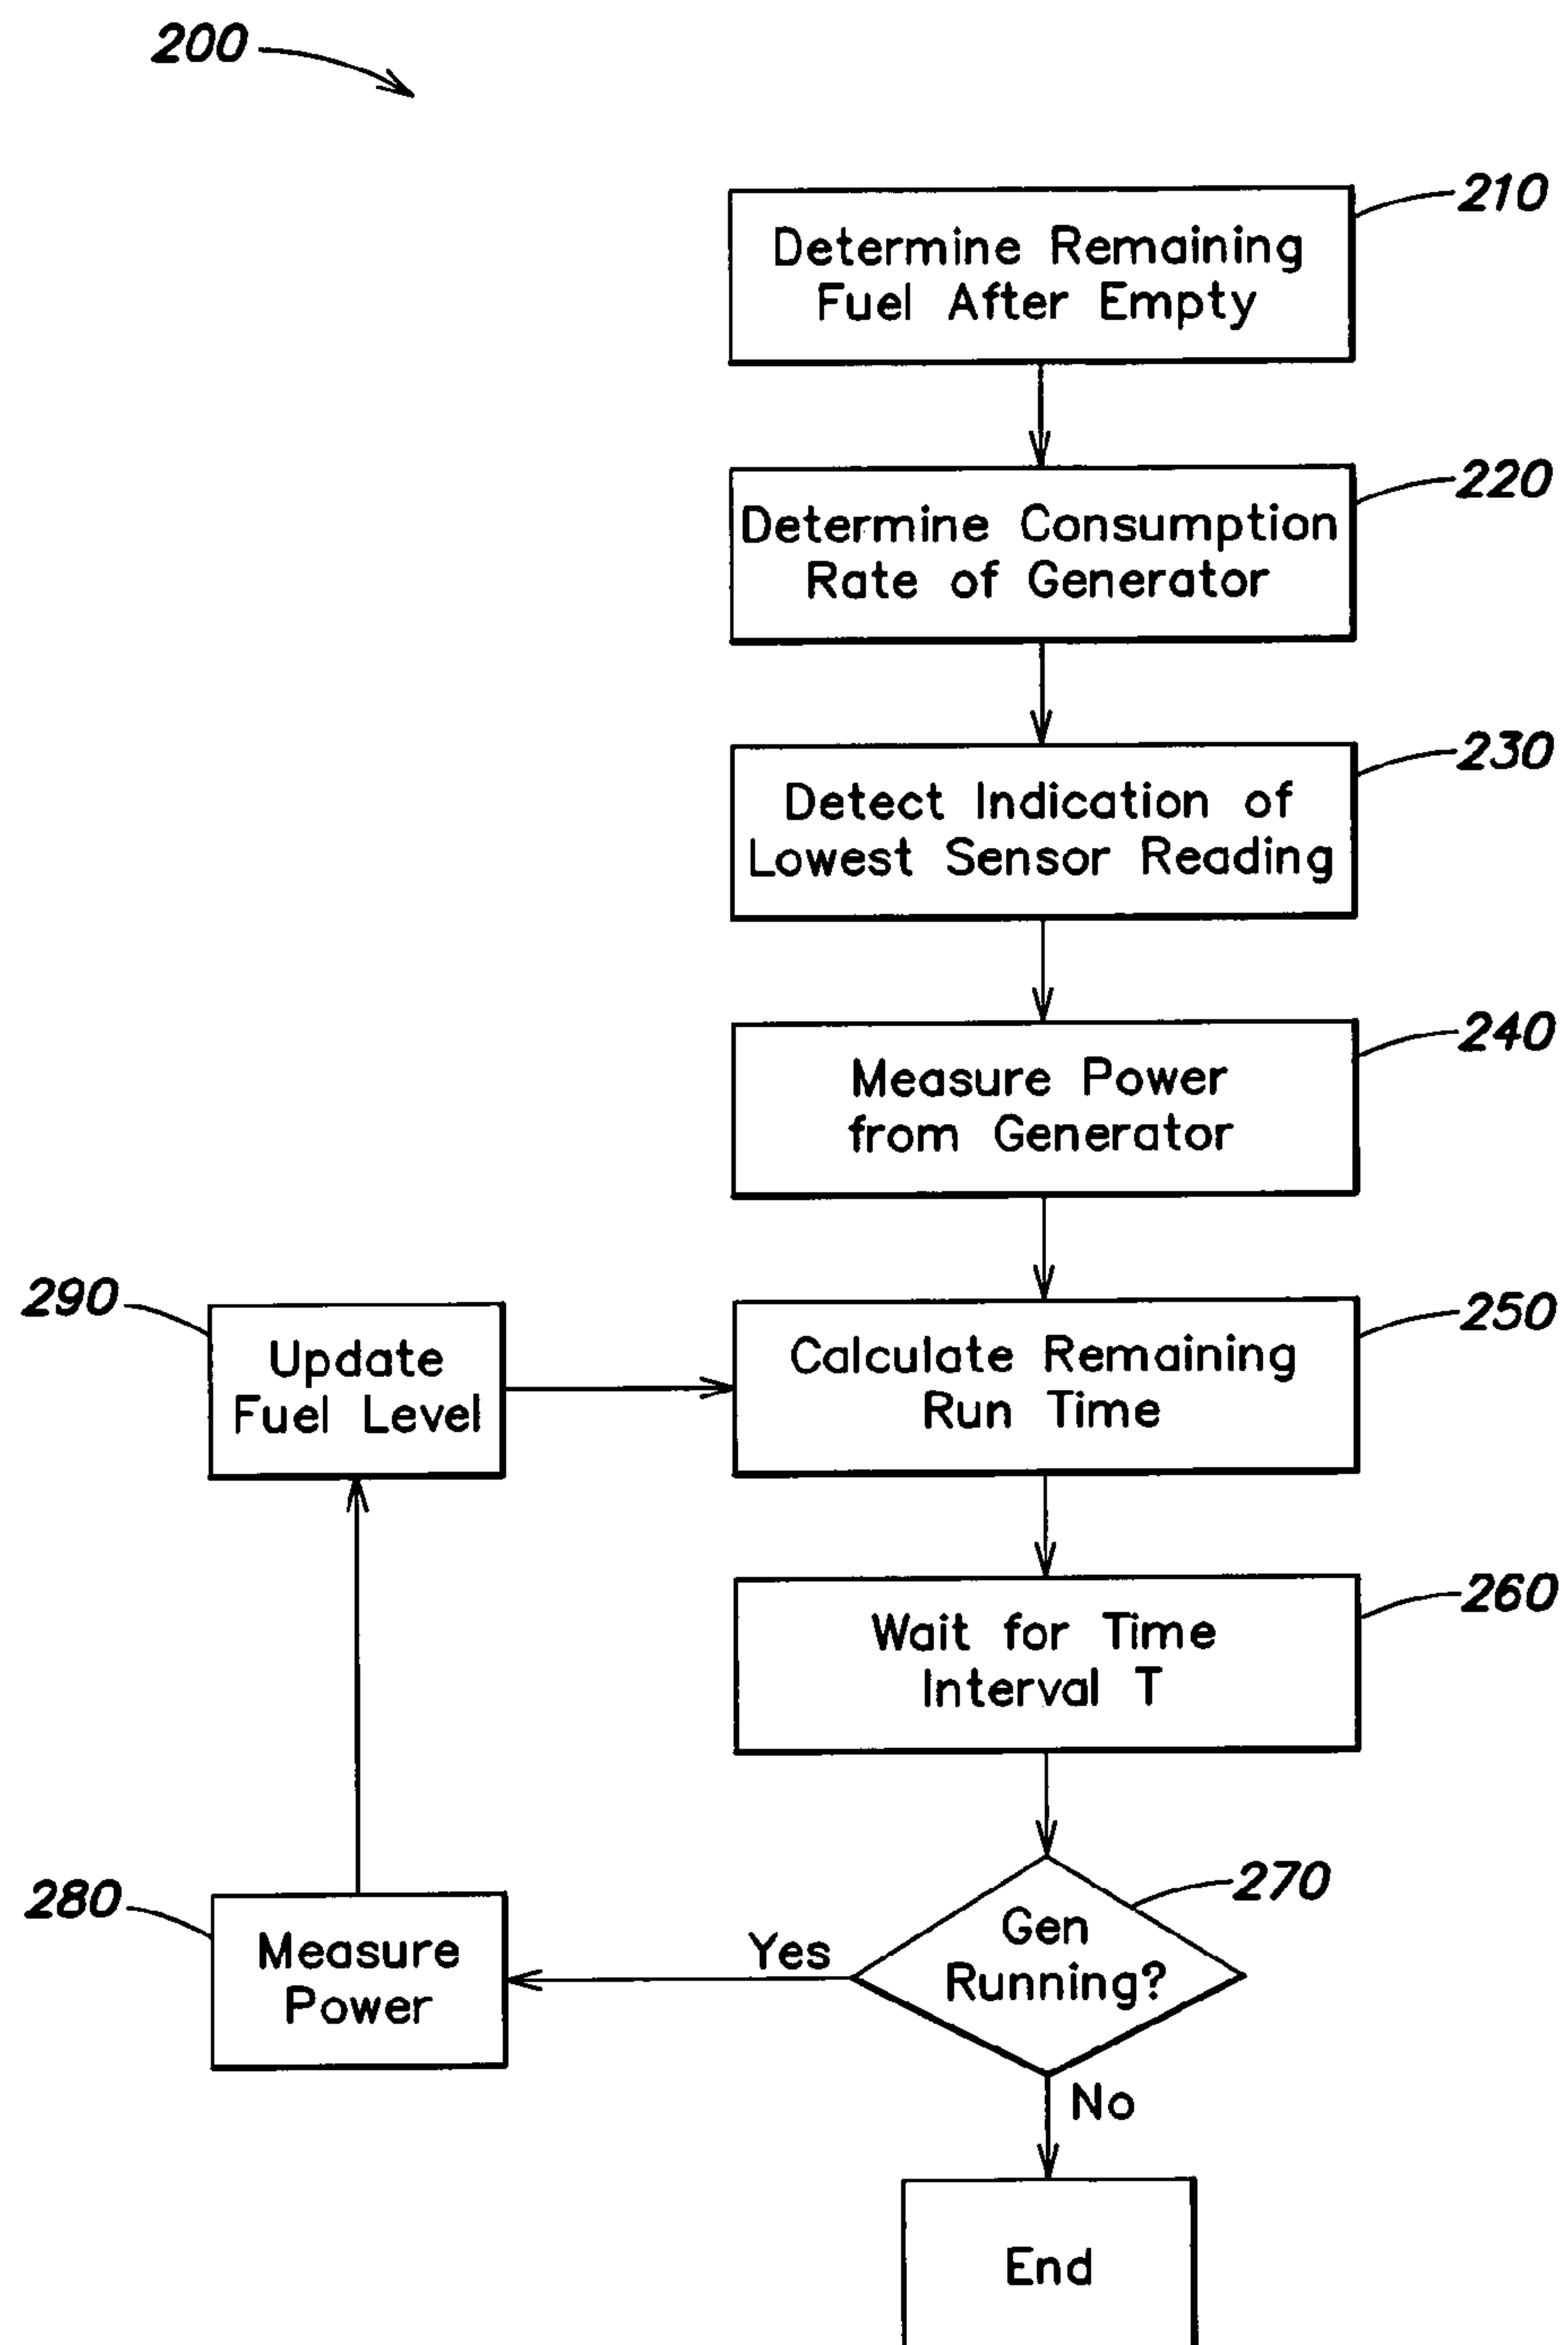 200
210
Determine Remaining
Fuel After Empty
220
Determine Consumption
Rate of Generator
230
Detect Indication of
Lowest Sensor Reading
240
Measure Power
from Generator
290
Update
Fuel Level
250
Calculate Remaining
Run Time
260
Wait for Time
Interval T
280
Measure
Power
Yes
270
Gen
Running?
No
End